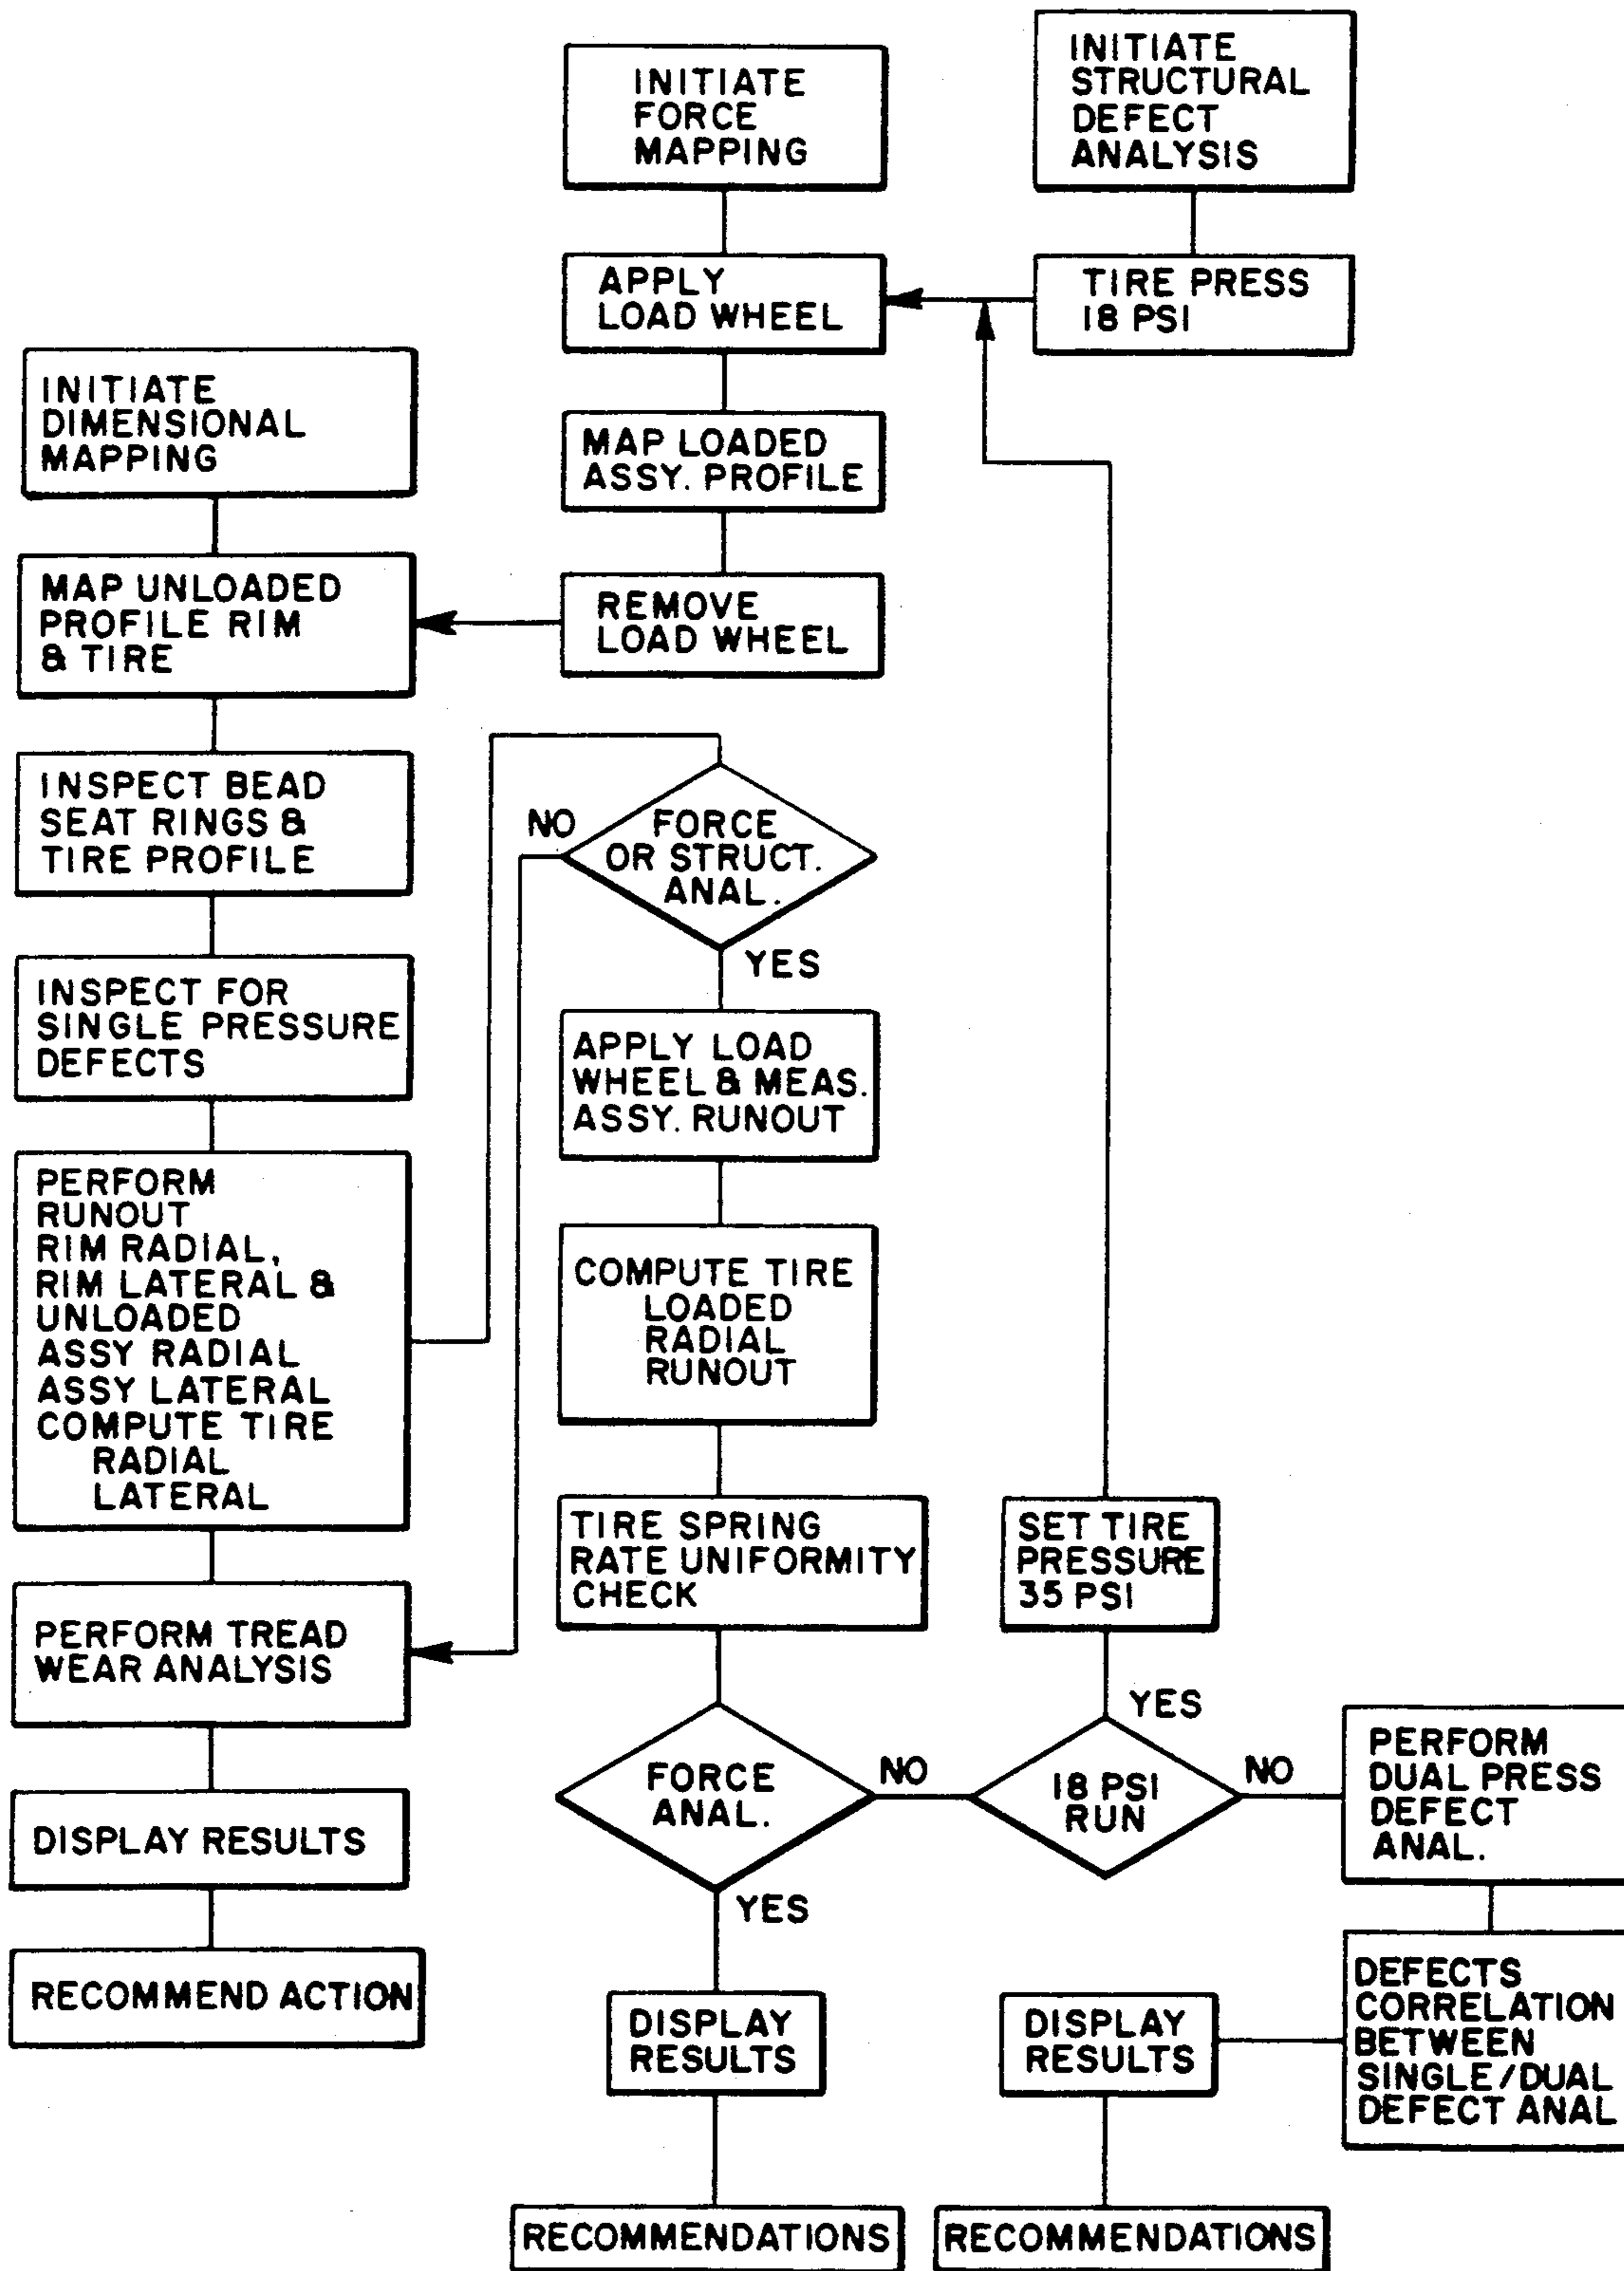 INITIATE
FORCE
MAPPING
INITIATE
STRUCTURAL
DEFECT
ANALYSIS
APPLY
LOAD WHEEL
TIRE PRESS
18 PSI
INITIATE
DIMENSIONAL
MAPPING
MAP LOADED
ASSY. PROFILE
MAP UNLOADED
PROFILE RIM
& TIRE
REMOVE
LOAD WHEEL
INSPECT BEAD
SEAT RINGS &
TIRE PROFILE
NO
FORCE
OR STRUCT.
ANAL.
YES
INSPECT FOR
SINGLE PRESSURE
DEFECTS
APPLY LOAD
WHEEL & MEAS.
ASSY. RUNOUT
PERFORM
RUNOUT
RIM RADIAL,
RIM LATERAL &
UNLOADED
ASSY RADIAL
ASSY LATERAL
COMPUTE TIRE
RADIAL
LATERAL
COMPUTE TIRE
LOADED
RADIAL
RUNOUT
TIRE SPRING
RATE UNIFORMITY
CHECK
SET TIRE
PRESSURE
35 PSI
PERFORM TREAD
WEAR ANALYSIS
FORCE
ANAL.
NO
YES
18 PSI
RUN
YES
NO
PERFORM
DUAL PRESS
DEFECT
ANAL.
DISPLAY RESULTS
RECOMMEND ACTION
DISPLAY
RESULTS
DISPLAY
RESULTS
DEFECTS
CORRELATION
BETWEEN
SINGLE/DUAL
DEFECT ANAL
RECOMMENDATIONS
RECOMMENDATIONS